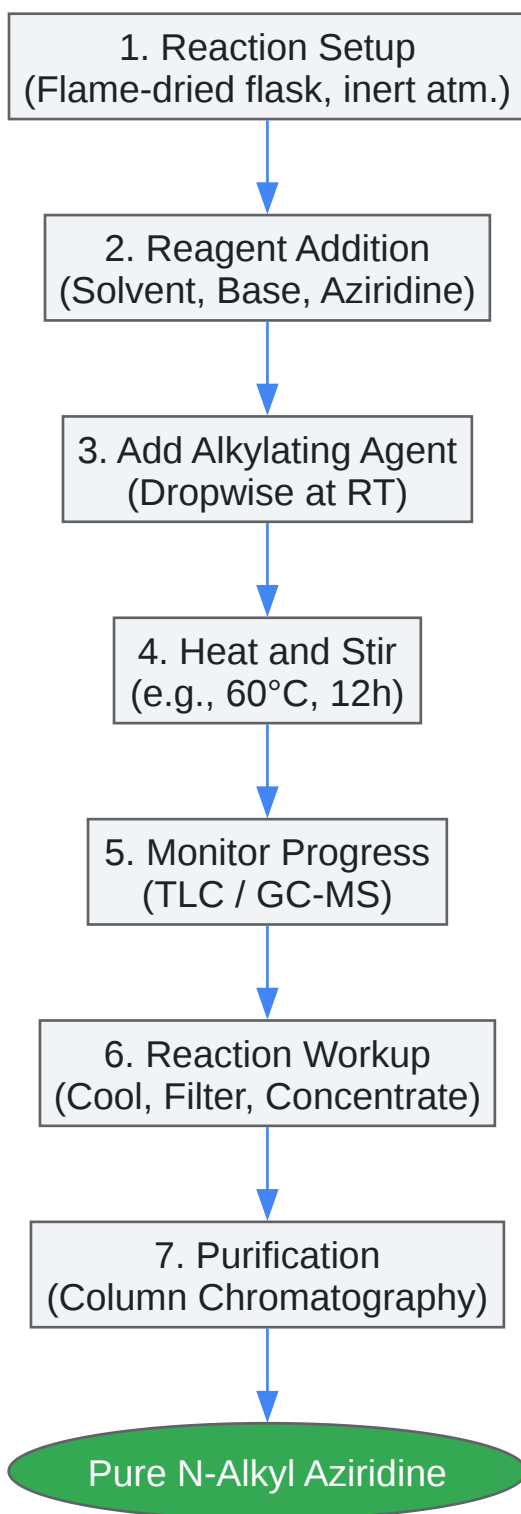 1. Reaction Setup
(Flame-dried flask, inert atm.)
2. Reagent Addition
(Solvent, Base, Aziridine)
3. Add Alkylating Agent
(Dropwise at RT)
4. Heat and Stir
(e.g., 60°C, 12h)
5. Monitor Progress
(TLC / GC-MS)
6. Reaction Workup
(Cool, Filter, Concentrate)
7. Purification
(Column Chromatography)
Pure N-Alkyl Aziridine